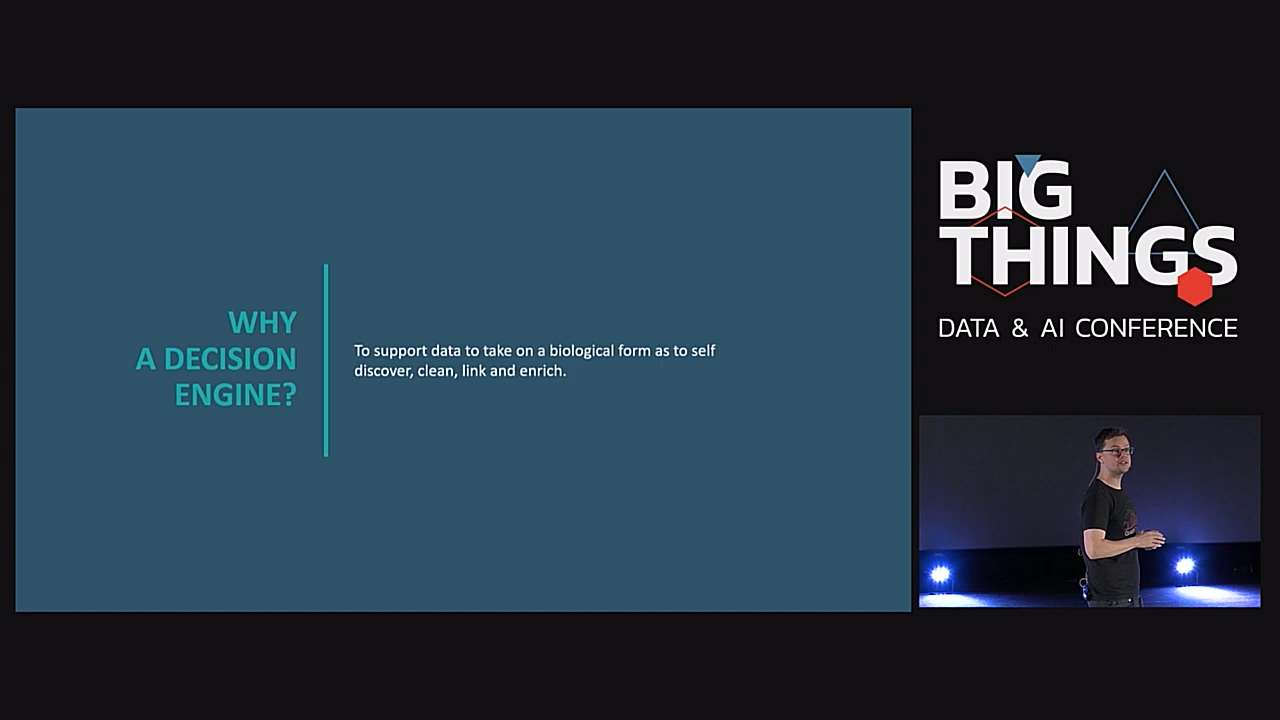 WHY
A DECISION
ENGINE?
To support data to take on a biological form as to self
discover, clean, link and enrich.
BIG
THINGS
DATA & AI CONFERENCE